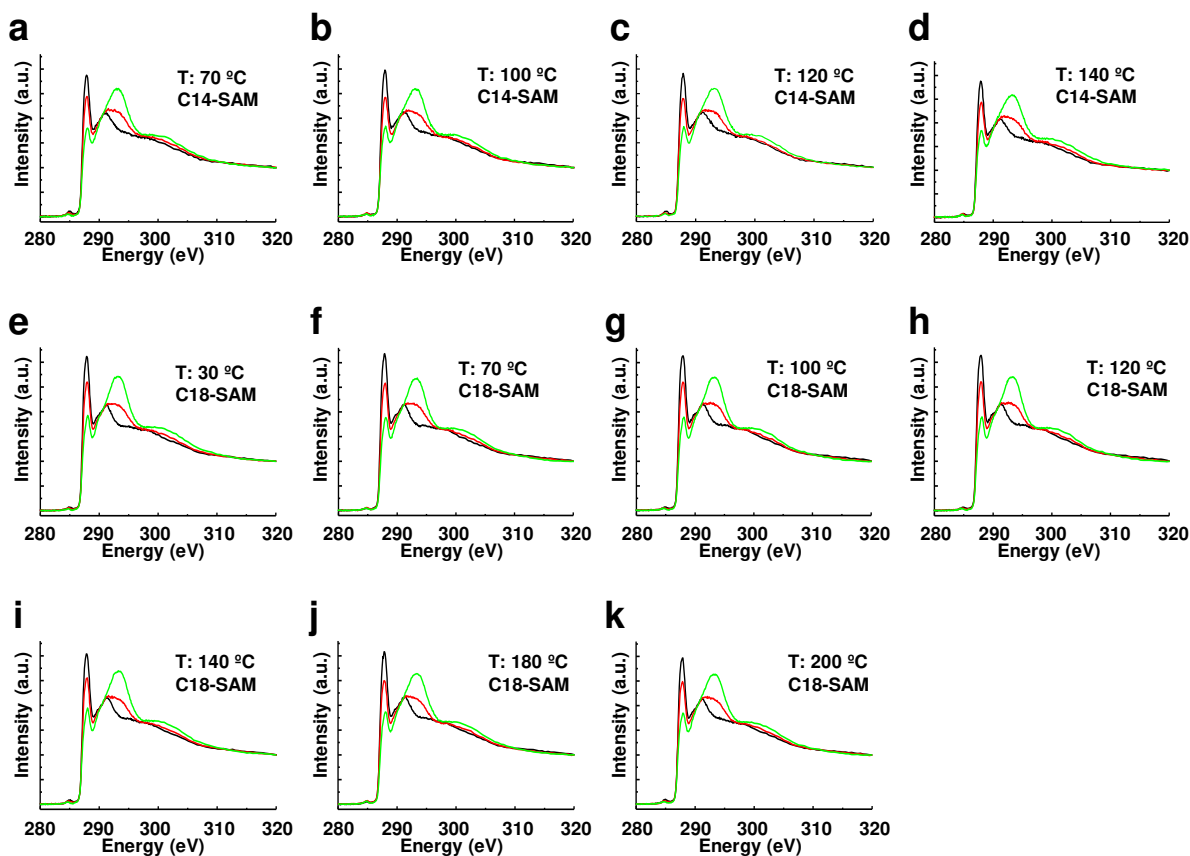 a
b
c
d
T: 70 ºC
C14-SAM
T: 100 ºC
C14-SAM
T: 120 ºC
C14-SAM
T: 140 ºC
C14-SAM
Intensity (a.u.)
Intensity (a.u.)
Intensity (a.u.)
Intensity (a.u.)
280 290 300 310 320
280 290 300 310 320
280 290 300 310 320
280 290 300 310 320
Energy (eV)
Energy (eV)
Energy (eV)
Energy (eV)
e
f
g
h
T: 30 ºC
C18-SAM
T: 70 ºC
C18-SAM
T: 100 ºC
C18-SAM
T: 120 ºC
C18-SAM
Intensity (a.u.)
Intensity (a.u.)
Intensity (a.u.)
Intensity (a.u.)
280 290 300 310 320
280 290 300 310 320
280 290 300 310 320
280 290 300 310 320
Energy (eV)
Energy (eV)
Energy (eV)
Energy (eV)
i
j
k
T: 140 ºC
C18-SAM
T: 180 ºC
C18-SAM
T: 200 ºC
C18-SAM
Intensity (a.u.)
Intensity (a.u.)
Intensity (a.u.)
280 290 300 310 320
280 290 300 310 320
280 290 300 310 320
Energy (eV)
Energy (eV)
Energy (eV)